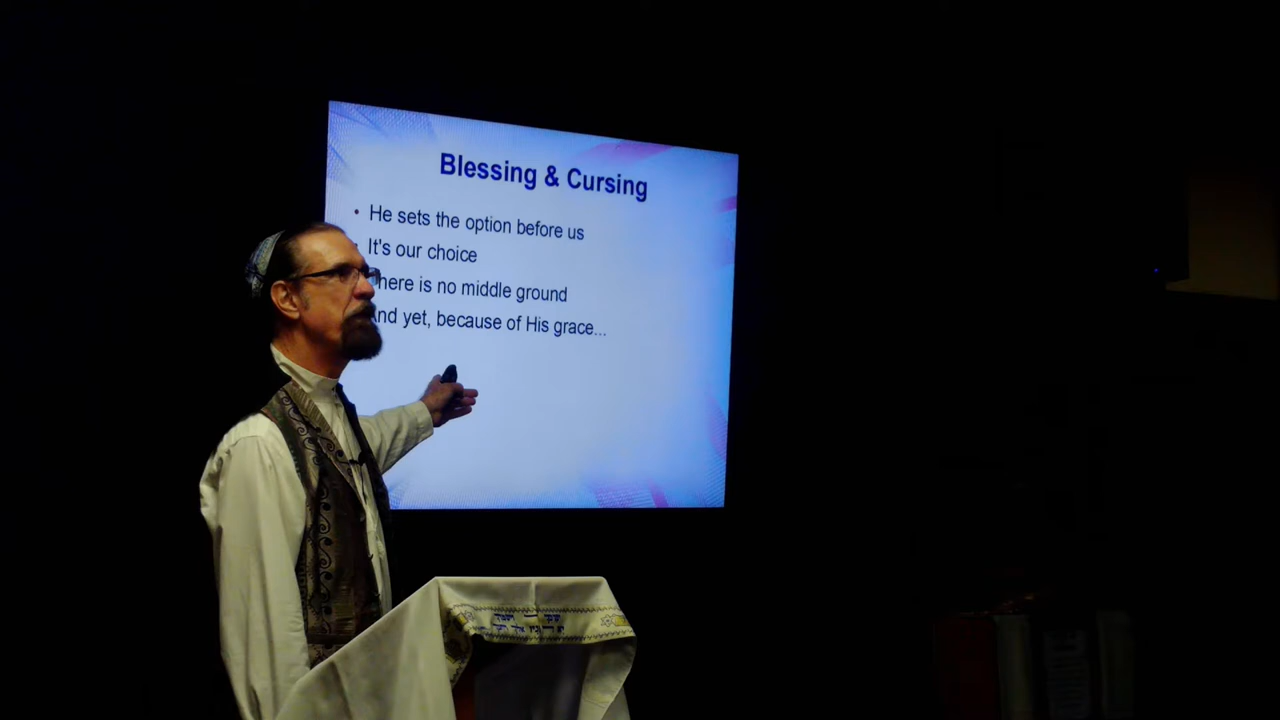 Blessing & Cursing
• He sets the option before us
It's our choice
here is no middle ground
And yet, because of His grace...